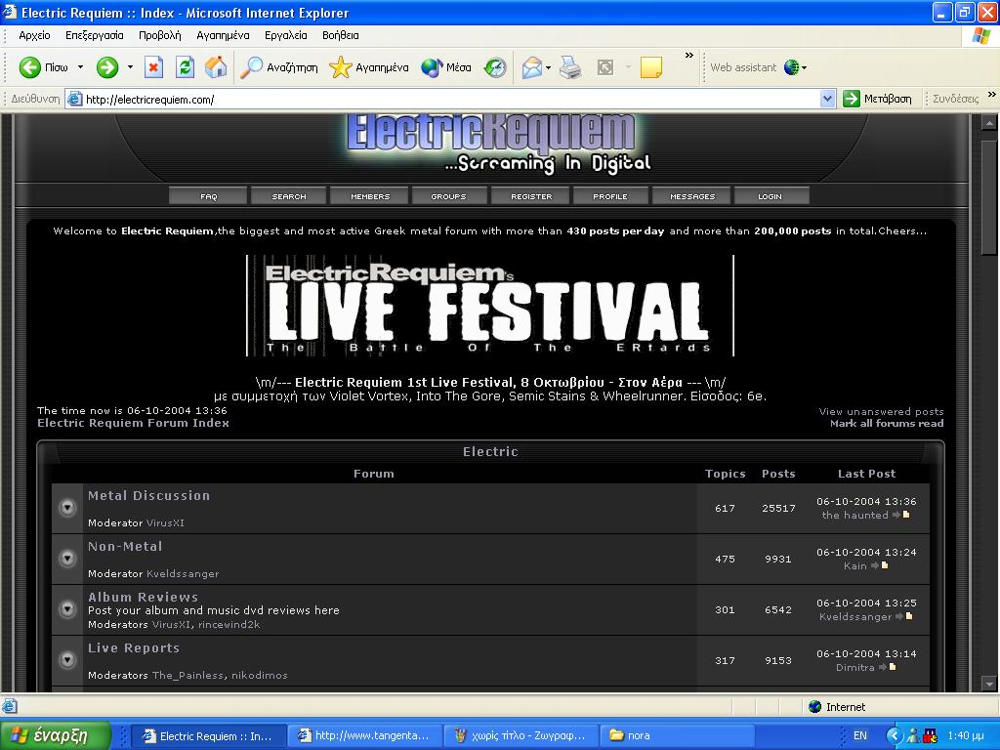 Electric Requiem :: Index - Microsoft Internet Explorer
Αρχείο Επεξεργασία Προβολή Αγαπημένα Εργαλεία Βοήθεια
Πίσω Αναζήτηση Αγαπημένα Μέσα » Web assistant
Διεύθυνση http://electricrequiem.com/ Μετάβαση Συνδέσεις »
ElectricRequiem
...Screaming In Digital
FAQ SEARCH MEMBERS GROUPS REGISTER PROFILE MESSAGES LOGIN
Welcome to Electric Requiem,the biggest and most active Greek metal forum with more than 430 posts per day and more than 200,000 posts in total.Cheers...
ElectricRequiem's
LIVE FESTIVAL
The Battle Of The ERtards
\m/--- Electric Requiem 1st Live Festival, 8 Οκτωβρίου - Στον Αέρα --- \m/
με συμμετοχή των Violet Vortex, Into The Gore, Semic Stains & Wheelrunner. Είσοδος: 6e.
The time now is 06-10-2004 13:36 View unanswered posts
Electric Requiem Forum Index Mark all forums read
Electric
Forum Topics Posts Last Post
Metal Discussion
Moderator VirusXI
617 25517
06-10-2004 13:36
the haunted
Non-Metal
Moderator Kveldssanger
475 9931
06-10-2004 13:24
Kain
Album Reviews
Post your album and music dvd reviews here
Moderators VirusXI, rincewind2k
301 6542
06-10-2004 13:25
Kveldssanger
Live Reports
Moderators The_Painless, nikodimos
317 9153
06-10-2004 13:14
Dimitra
Internet
έναρξη Electric Requiem :: In... http://www.tangenta... χωρίς τίτλο - Ζωγραφ... nora EN 1:40 μμ